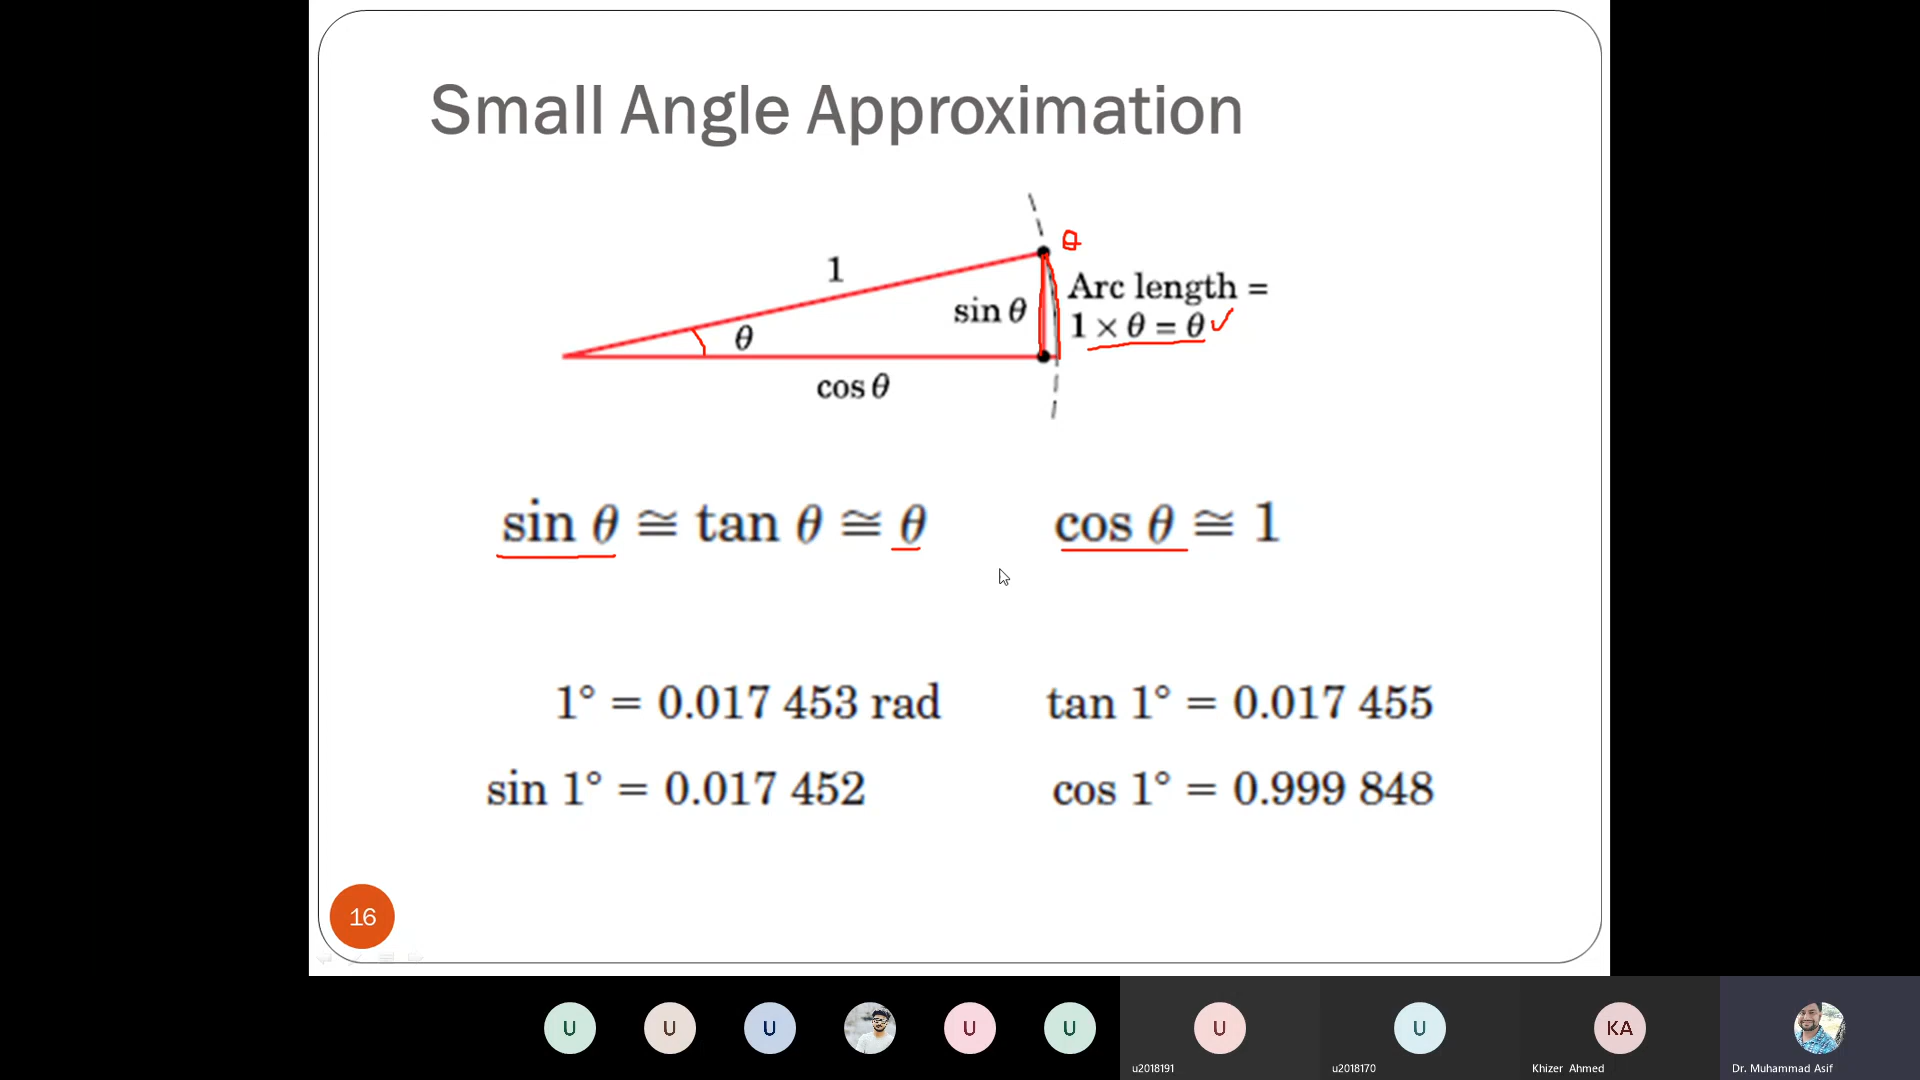 Small Angle Approximation
θ
1
Arc length =
sin θ
1 × θ = θ ✓
θ
cos θ
sin θ ≅ tan θ ≅ θ
cos θ ≅ 1
1° = 0.017 453 rad
tan 1° = 0.017 455
sin 1° = 0.017 452
cos 1° = 0.999 848
16
U
U
U
U
U
U
U
KA
u2018191
u2018170
Khizer Ahmed
Dr. Muhammad Asif